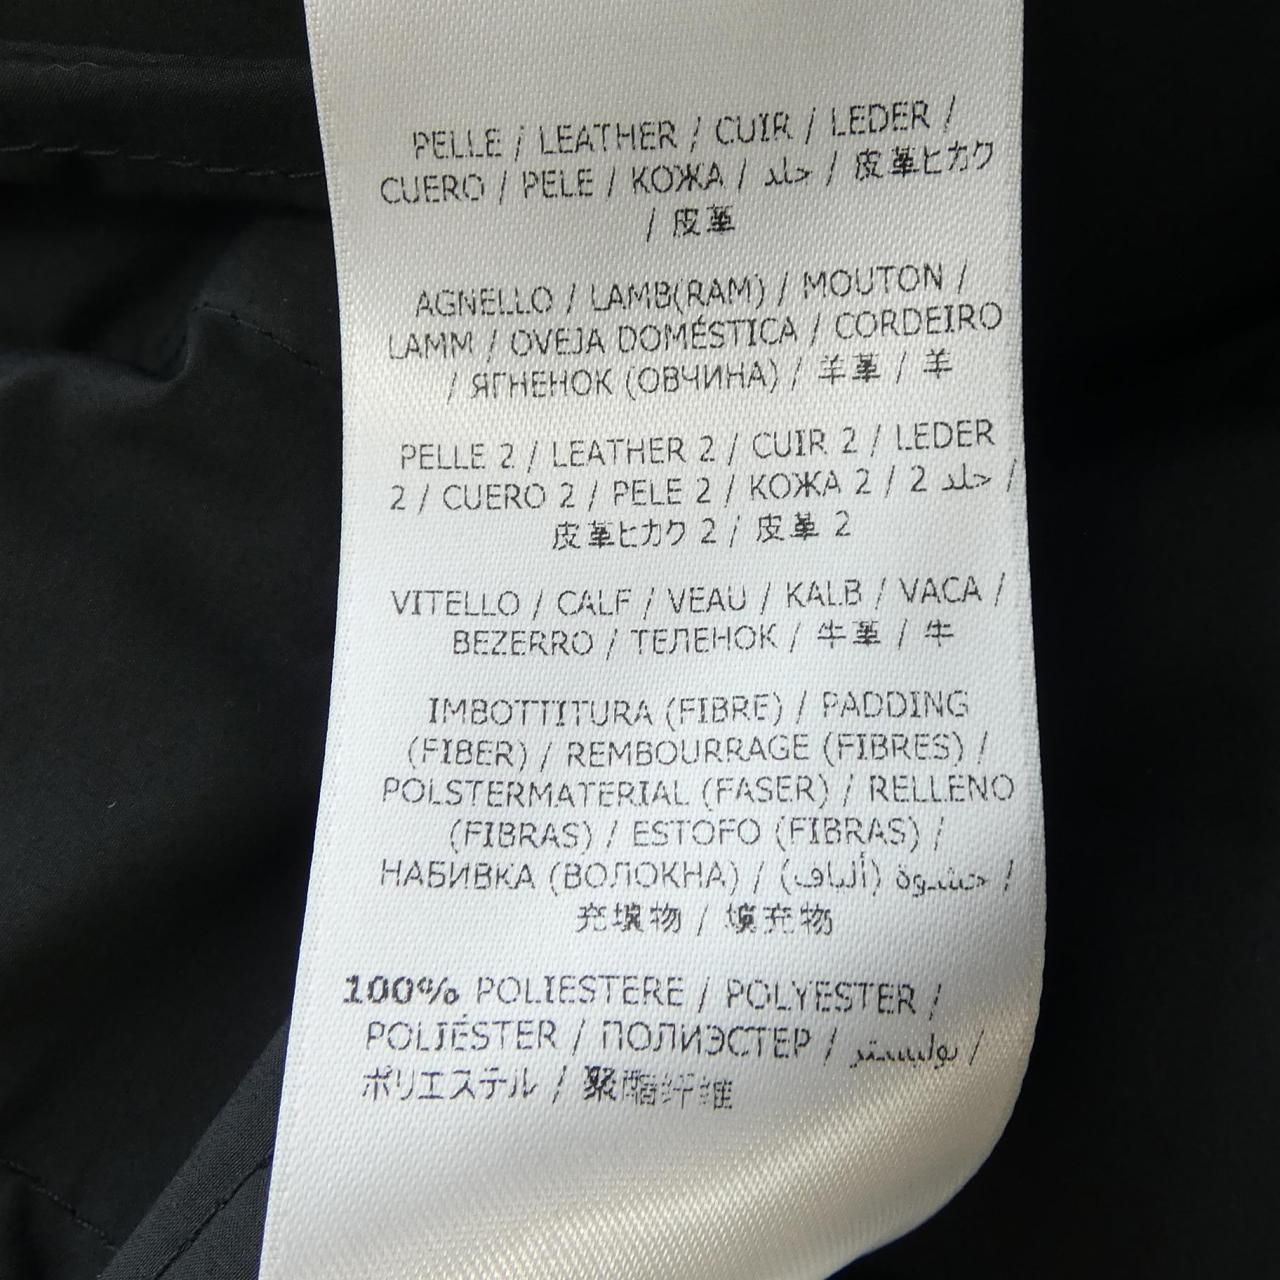 PELLE / LEATHER / CUIR / LEDER /
CUERO / PELE / КОЖА / جلد / 皮革ヒカク
/ 皮革
AGNELLO / LAMB(RAM) / MOUTON /
LAMM / OVEJA DOMÉSTICA / CORDEIRO
/ ЯГНЕНОК (ОВЧИНА) / 羊革 / 羊
PELLE 2 / LEATHER 2 / CUIR 2 / LEDER
2 / CUERO 2 / PELE 2 / КОЖА 2 / جلد 2 /
皮革ヒカク 2 / 皮革 2
VITELLO / CALF / VEAU / KALB / VACA /
BEZERRO / ТЕЛЕНОК / 牛革 / 牛
IMBOTTITURA (FIBRE) / PADDING
(FIBER) / REMBOURRAGE (FIBRES) /
POLSTERMATERIAL (FASER) / RELLENO
(FIBRAS) / ESTOFO (FIBRAS) /
НАБИВКА (ВОЛОКНА) / حشوة (ألياف) /
充填物 / 填充物
100% POLIESTERE / POLYESTER /
POLIÉSTER / ПОЛИЭСТЕР / بوليستر /
ポリエステル / 聚酯纤维